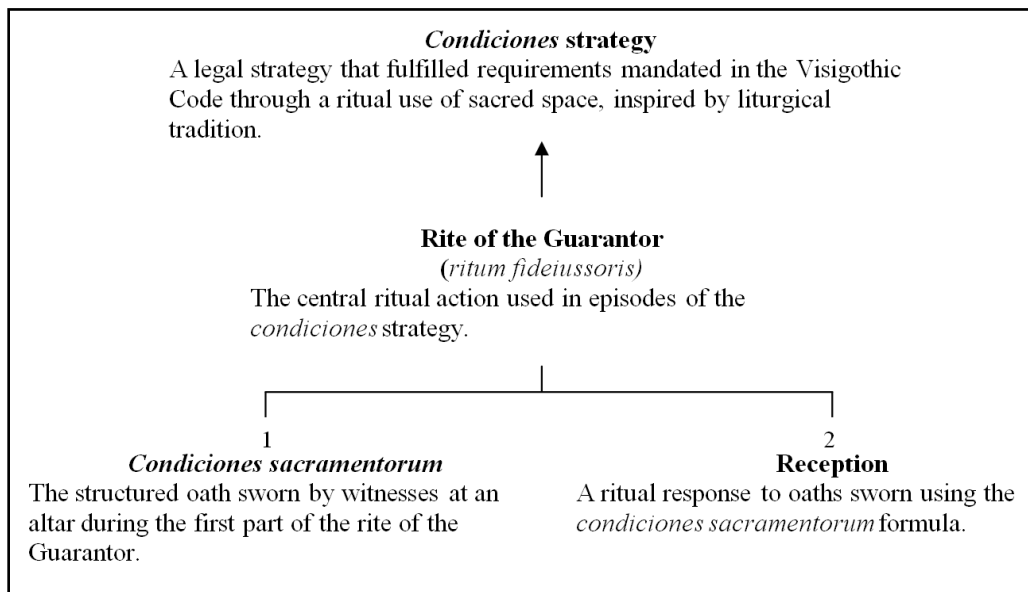 Condiciones strategy
A legal strategy that fulfilled requirements mandated in the Visigothic
Code through a ritual use of sacred space, inspired by liturgical
tradition.
Rite of the Guarantor
(ritum fideiussoris)
The central ritual action used in episodes of the
condiciones strategy.
1
Condiciones sacramentorum
The structured oath sworn by witnesses at an
altar during the first part of the rite of the
Guarantor.
2
Reception
A ritual response to oaths sworn using the
condiciones sacramentorum formula.